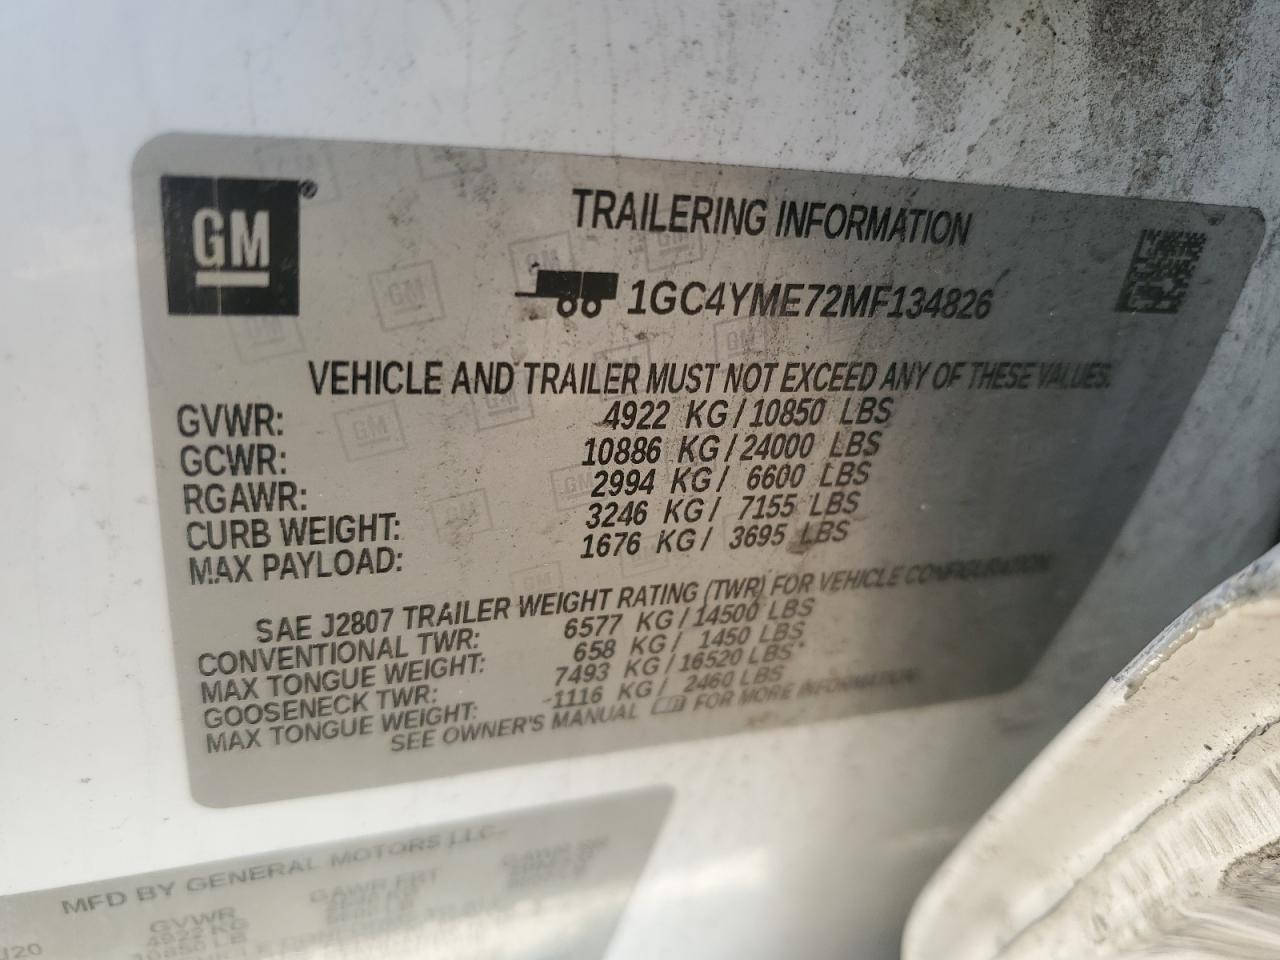 GM®
TRAILERING INFORMATION
1GC4YME72MF134826
VEHICLE AND TRAILER MUST NOT EXCEED ANY OF THESE VALUES.
GVWR: 4922 KG/10850 LBS
GCWR: 10886 KG/24000 LBS
RGAWR: 2994 KG/ 6600 LBS
CURB WEIGHT: 3246 KG/ 7155 LBS
MAX PAYLOAD: 1676 KG/ 3695 LBS
SAE J2807 TRAILER WEIGHT RATING (TWR) FOR VEHICLE CONFIGURATION
CONVENTIONAL TWR: 6577 KG/14500 LBS
MAX TONGUE WEIGHT: 658 KG/ 1450 LBS
GOOSENECK TWR: 7493 KG/16520 LBS
MAX TONGUE WEIGHT: 1116 KG/ 2460 LBS
SEE OWNER'S MANUAL FOR MORE INFORMATION
MFD BY GENERAL MOTORS LLC
GVWR GAWR FRT
4922 KG